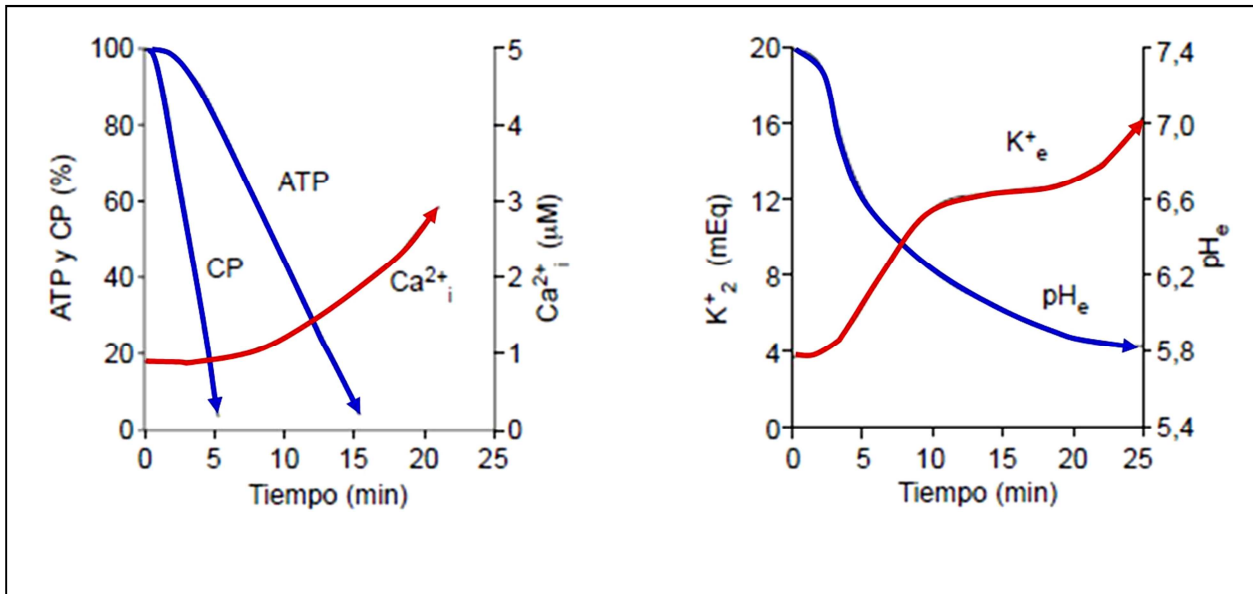 100
80
60
40
20
0
ATP y CP (%)
5
4
3
2
1
0
Ca²⁺ᵢ (μM)
ATP
CP
Ca²⁺ᵢ
0 5 10 15 20 25
Tiempo (min)
20
16
12
8
4
0
K⁺₂ (mEq)
7,4
7,0
6,6
6,2
5,8
5,4
pHₑ
K⁺ₑ
pHₑ
0 5 10 15 20 25
Tiempo (min)